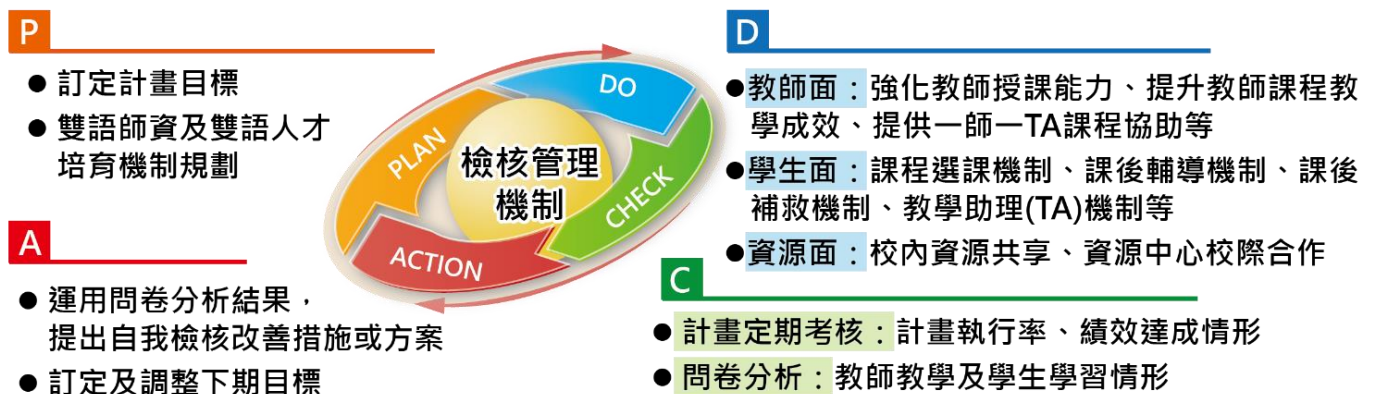 P
● 訂定計畫目標
● 雙語師資及雙語人才
培育機制規劃
A
● 運用問卷分析結果，
提出自我檢核改善措施或方案
● 訂定及調整下期目標
PLAN
DO
CHECK
ACTION
檢核管理
機制
D
●教師面：強化教師授課能力、提升教師課程教
學成效、提供一師一TA課程協助等
●學生面：課程選課機制、課後輔導機制、課後
補救機制、教學助理(TA)機制等
●資源面：校內資源共享、資源中心校際合作
C
● 計畫定期考核：計畫執行率、績效達成情形
● 問卷分析：教師教學及學生學習情形